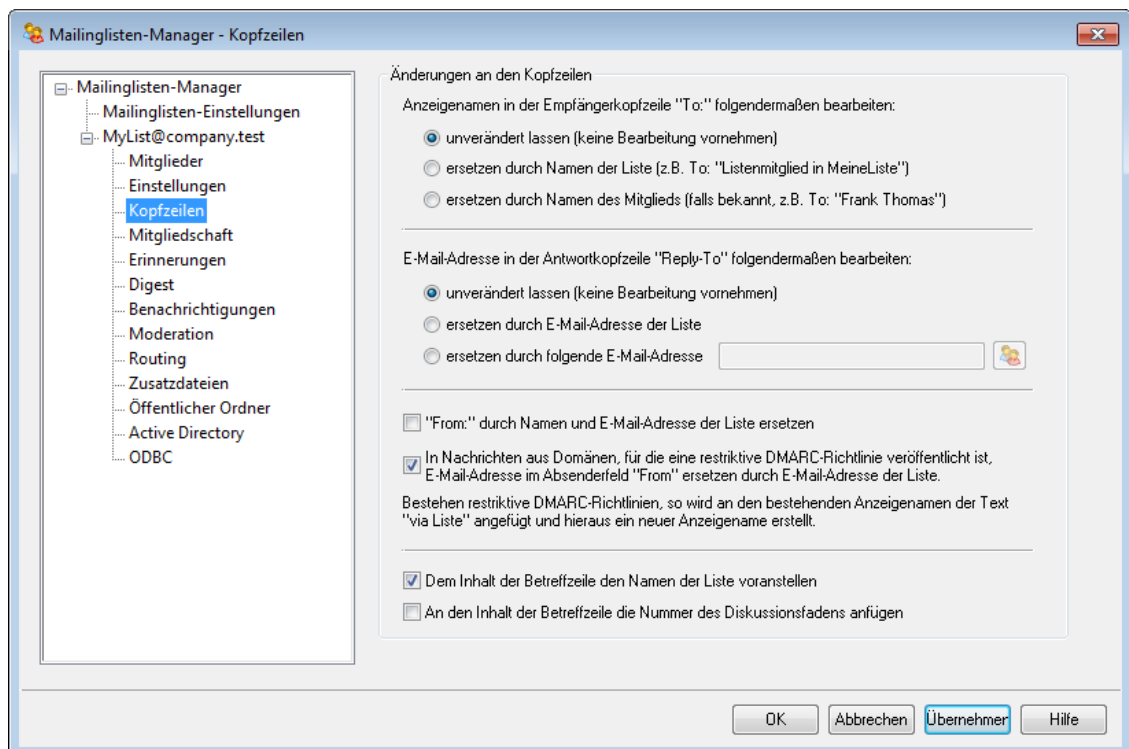 Mailinglisten-Manager - Kopfzeilen
Mailinglisten-Manager
Mailinglisten-Einstellungen
MyList@company.test
Mitglieder
Einstellungen
Kopfzeilen
Mitgliedschaft
Erinnerungen
Digest
Benachrichtigungen
Moderation
Routing
Zusatzdateien
Öffentlicher Ordner
Active Directory
ODBC
Änderungen an den Kopfzeilen
Anzeigenamen in der Empfängerkopfzeile "To:" folgendermaßen bearbeiten:
unverändert lassen (keine Bearbeitung vornehmen)
ersetzen durch Namen der Liste (z.B. To: "Listenmitglied in MeineListe")
ersetzen durch Namen des Mitglieds (falls bekannt, z.B. To: "Frank Thomas")
E-Mail-Adresse in der Antwortkopfzeile "Reply-To" folgendermaßen bearbeiten:
unverändert lassen (keine Bearbeitung vornehmen)
ersetzen durch E-Mail-Adresse der Liste
ersetzen durch folgende E-Mail-Adresse
"From:" durch Namen und E-Mail-Adresse der Liste ersetzen
In Nachrichten aus Domänen, für die eine restriktive DMARC-Richtlinie veröffentlicht ist,
E-Mail-Adresse im Absenderfeld "From" ersetzen durch E-Mail-Adresse der Liste.
Bestehen restriktive DMARC-Richtlinien, so wird an den bestehenden Anzeigenamen der Text
"via Liste" angefügt und hieraus ein neuer Anzeigename erstellt.
Dem Inhalt der Betreffzeile den Namen der Liste voranstellen
An den Inhalt der Betreffzeile die Nummer des Diskussionsfadens anfügen
OK
Abbrechen
Übernehmer
Hilfe